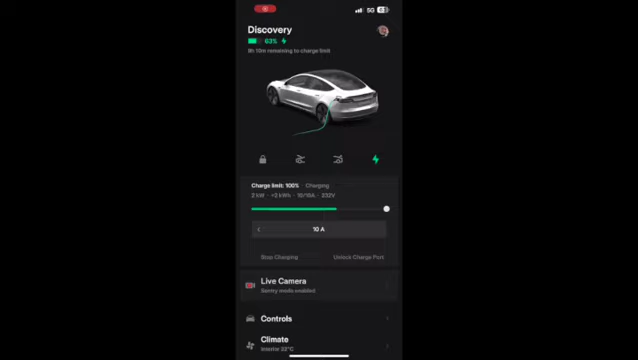 5G
Discovery
63%
8h 10m remaining to charge limit
Charge limit: 100% · Charging
2 kW · +2 kWh · 10/10A · 232V
10 A
Stop Charging
Unlock Charge Port
Live Camera
Sentry mode enabled
Controls
Climate
Interior 33°C